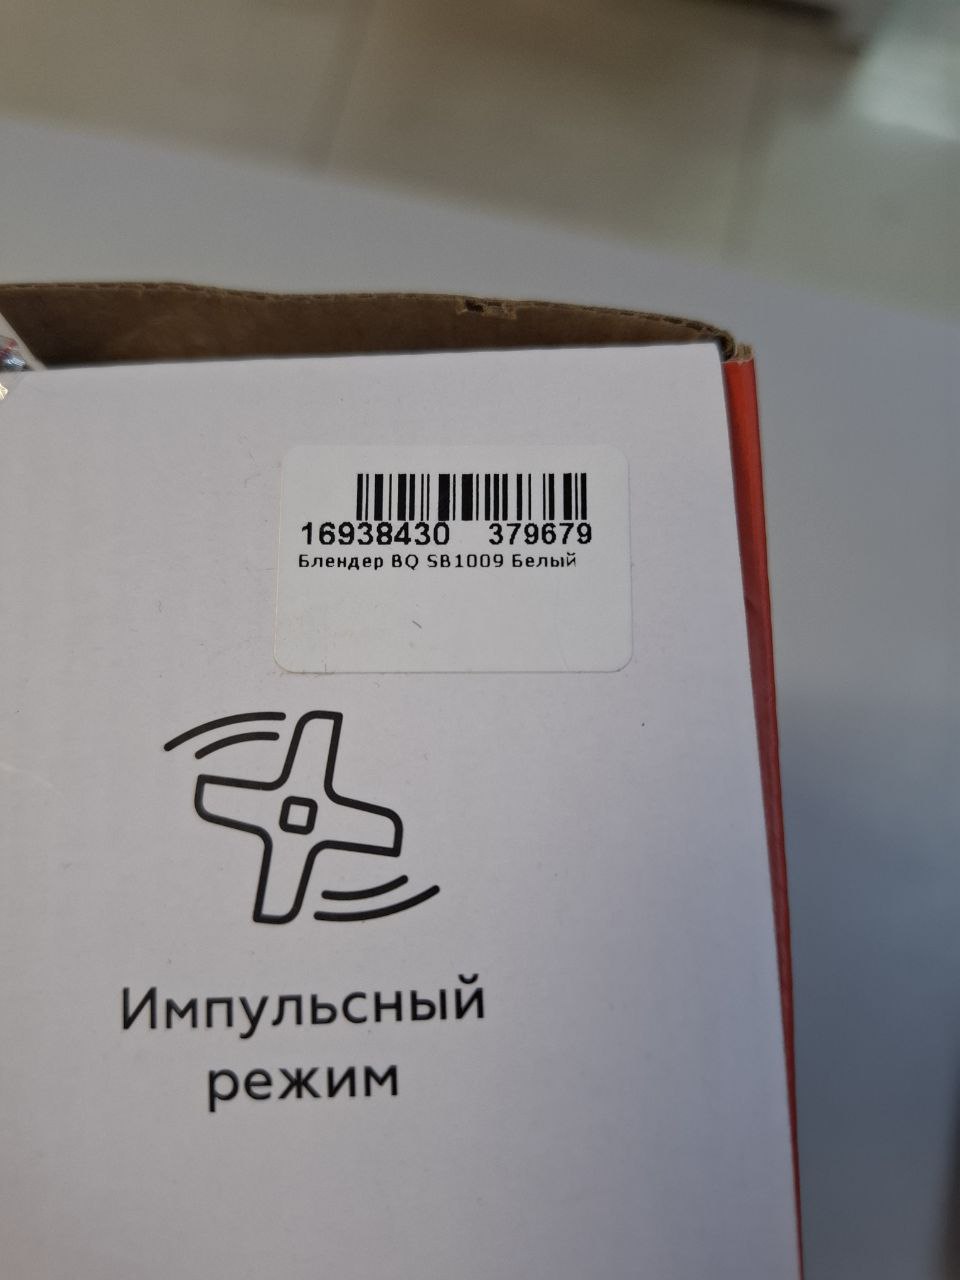 16938430 379679
Блендер BQ SB1009 Белый
Импульсный
режим